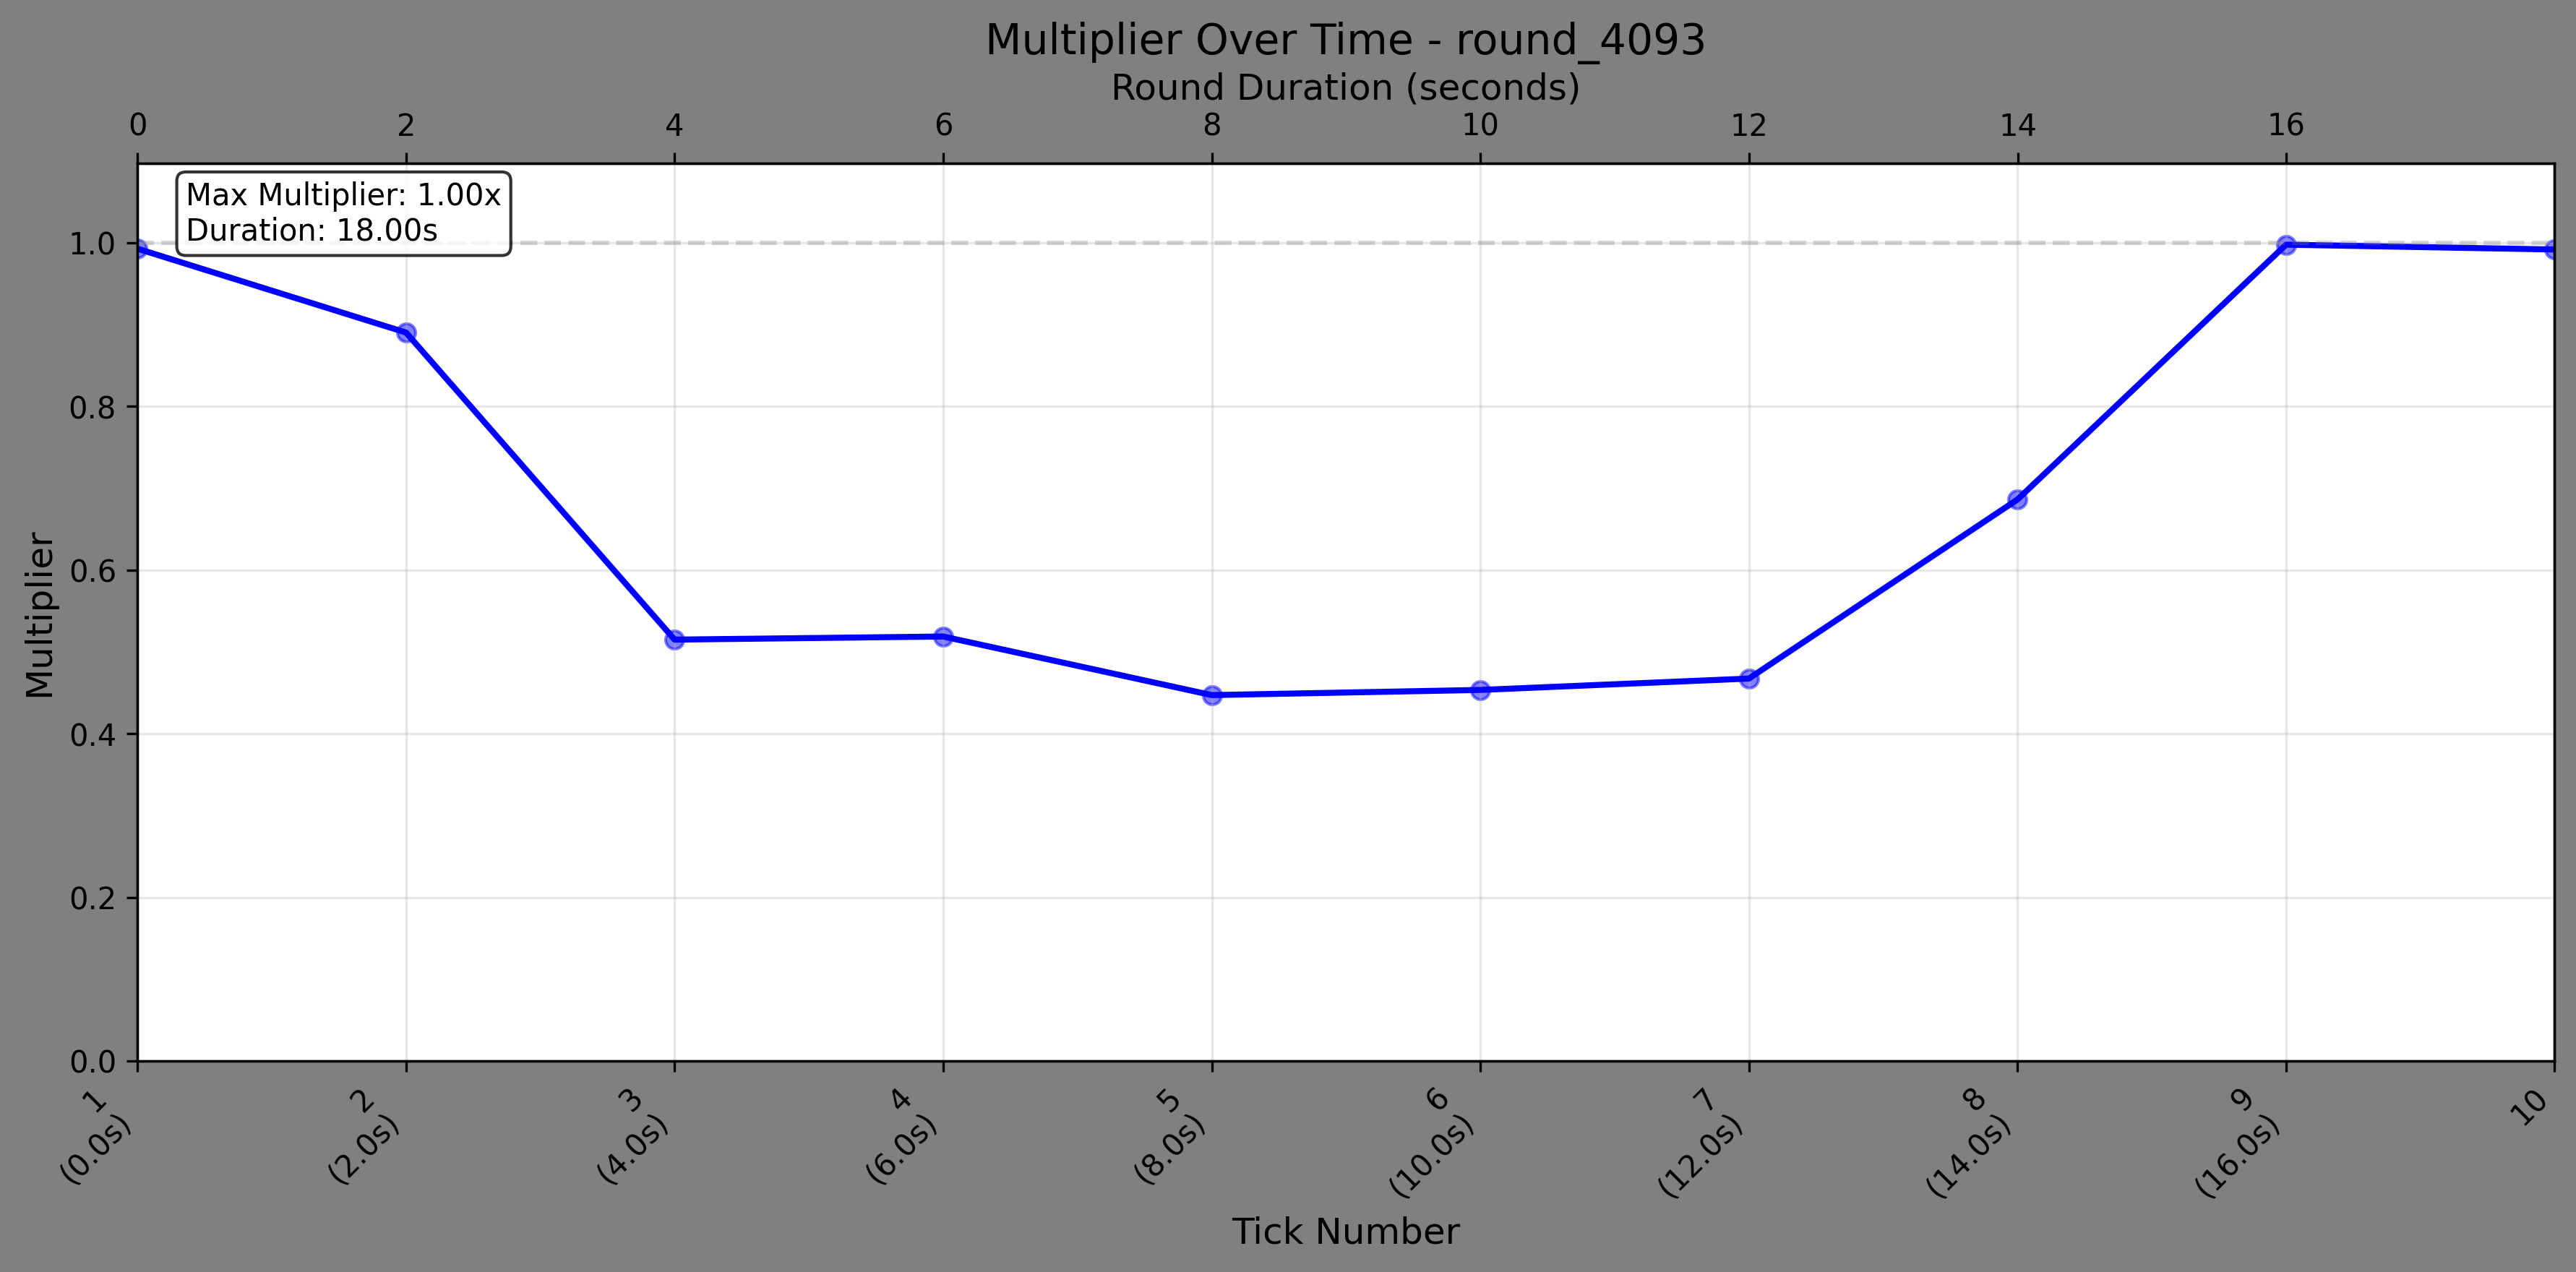 Multiplier Over Time - round_4093
Round Duration (seconds)
0 2 4 6 8 10 12 14 16
Max Multiplier: 1.00x
Duration: 18.00s
Multiplier
1.0
0.8
0.6
0.4
0.2
0.0
1
(0.0s)
2
(2.0s)
3
(4.0s)
4
(6.0s)
5
(8.0s)
6
(10.0s)
7
(12.0s)
8
(14.0s)
9
(16.0s)
10
Tick Number